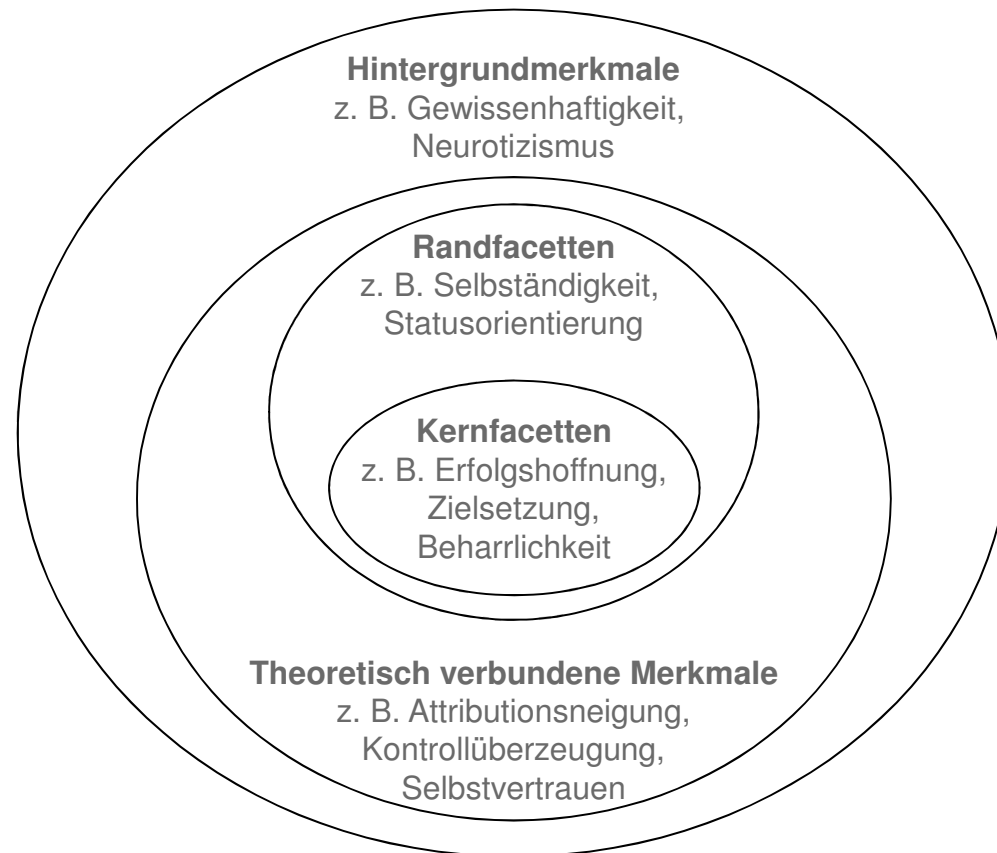 Hintergrundmerkmale
z. B. Gewissenhaftigkeit,
Neurotizismus
Randfacetten
z. B. Selbständigkeit,
Statusorientierung
Kernfacetten
z. B. Erfolgshoffnung,
Zielsetzung,
Beharrlichkeit
Theoretisch verbundene Merkmale
z. B. Attributionsneigung,
Kontrollüberzeugung,
Selbstvertrauen